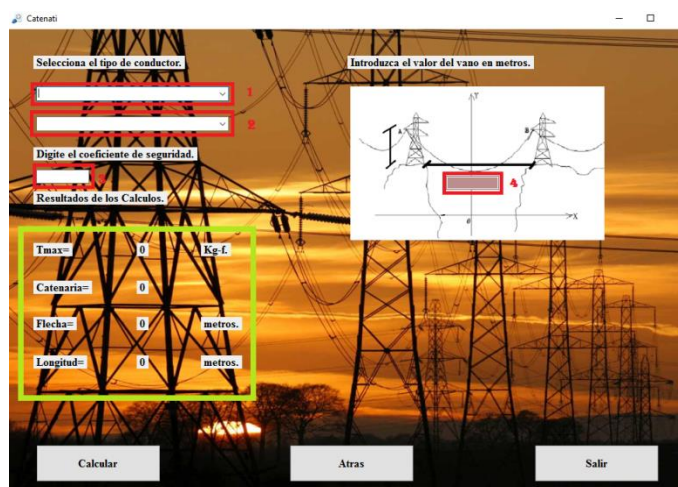 Catenati
Selecciona el tipo de conductor.
1
2
Digite el coeficiente de seguridad.
3
Resultados de los Calculos.
Tmax= 0 Kg-f.
Catenaria= 0
Flecha= 0 metros.
Longitud= 0 metros.
Introduzca el valor del vano en metros.
Y
A
B
4
0
X
Calcular
Atras
Salir